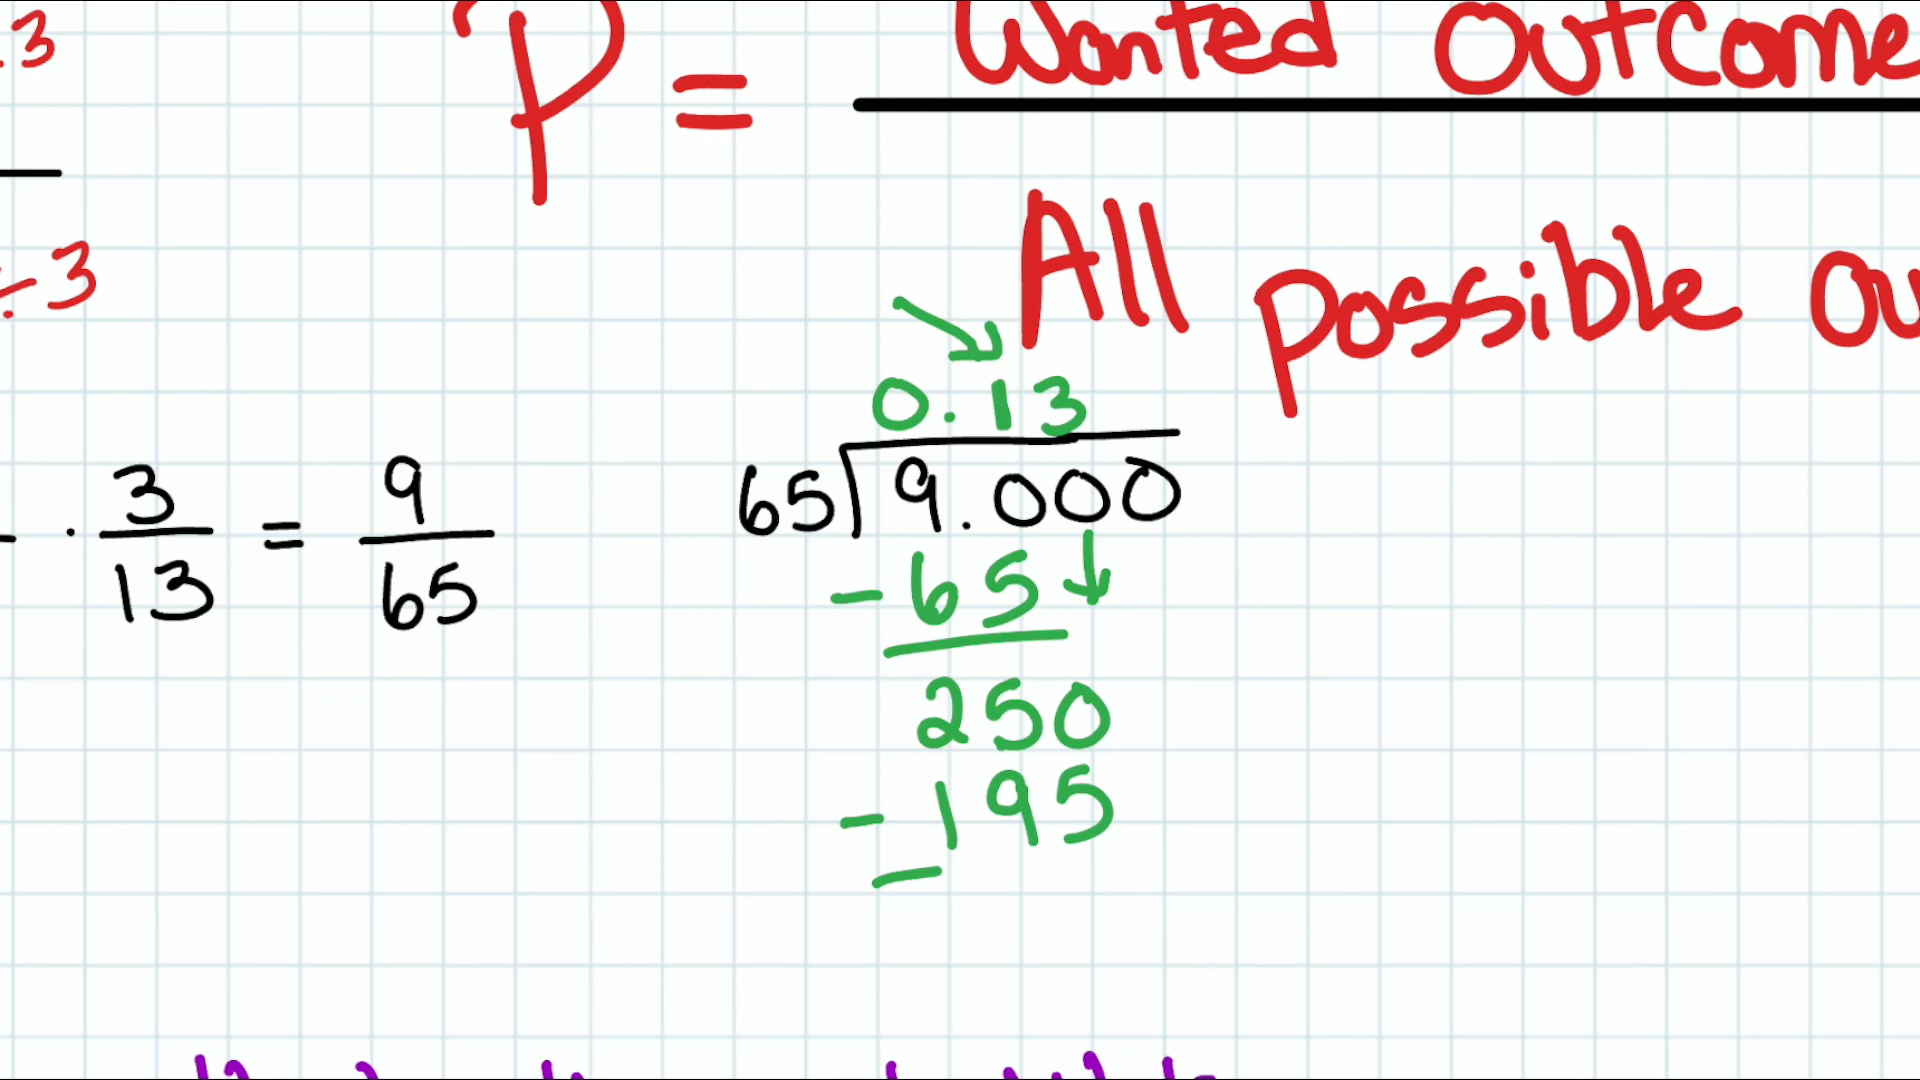 P = Wanted Outcome
All possible Ou
3
÷3
· 3/13 = 9/65
0.13
65) 9.000
- 65
250
- 195